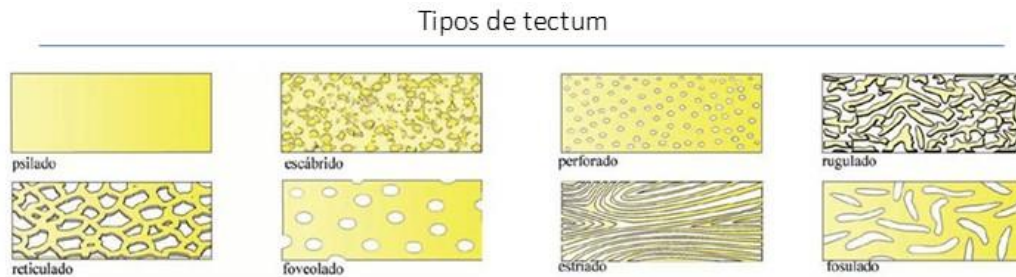 Tipos de tectum
psilado
escábrido
perforado
rugulado
reticulado
foveolado
estriado
fosulado